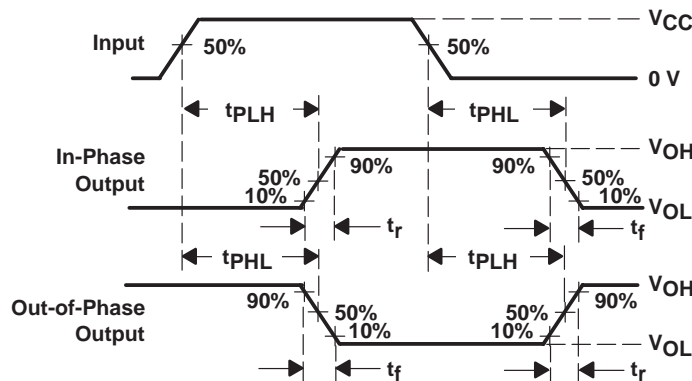 VCC
Input
50%
50%
0 V
tPLH
tPHL
In-Phase
Output
VOH
90%
90%
50%
50%
10%
10%
VOL
tr
tf
tPHL
tPLH
Out-of-Phase
Output
VOH
90%
90%
50%
50%
10%
10%
VOL
tf
tr